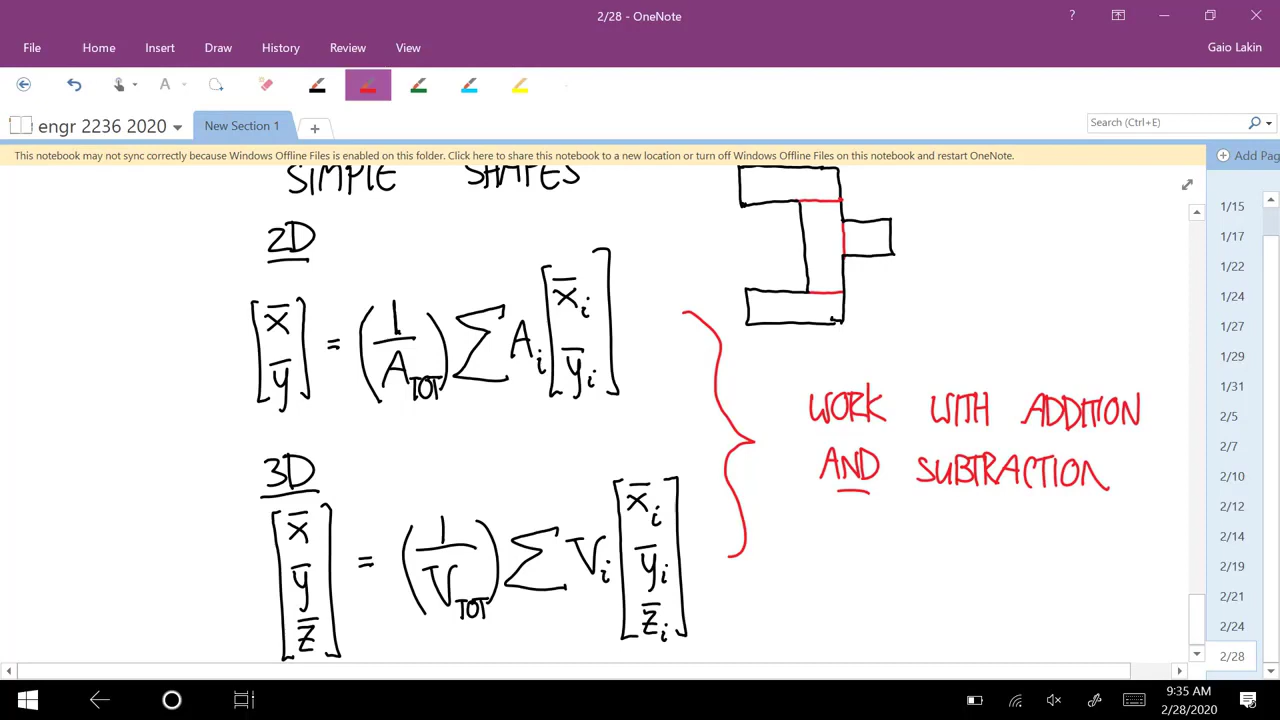 2/28 - OneNote
?
File Home Insert Draw History Review View
Gaio Lakin
A
engr 2236 2020
New Section 1
+
Search (Ctrl+E)
This notebook may not sync correctly because Windows Offline Files is enabled on this folder. Click here to share this notebook to a new location or turn off Windows Offline Files on this notebook and restart OneNote.
Add Pag
SIMPLE SHAPES
2D
[x̄ ȳ] = (1/A_TOT) ∑ A_i [x̄_i ȳ_i]
WORK WITH ADDITION
AND SUBTRACTION
3D
[x̄ ȳ z̄] = (1/V_TOT) ∑ V_i [x̄_i ȳ_i z̄_i]
1/15
1/17
1/22
1/24
1/27
1/29
1/31
2/5
2/7
2/10
2/12
2/14
2/19
2/21
2/24
2/28
9:35 AM
2/28/2020